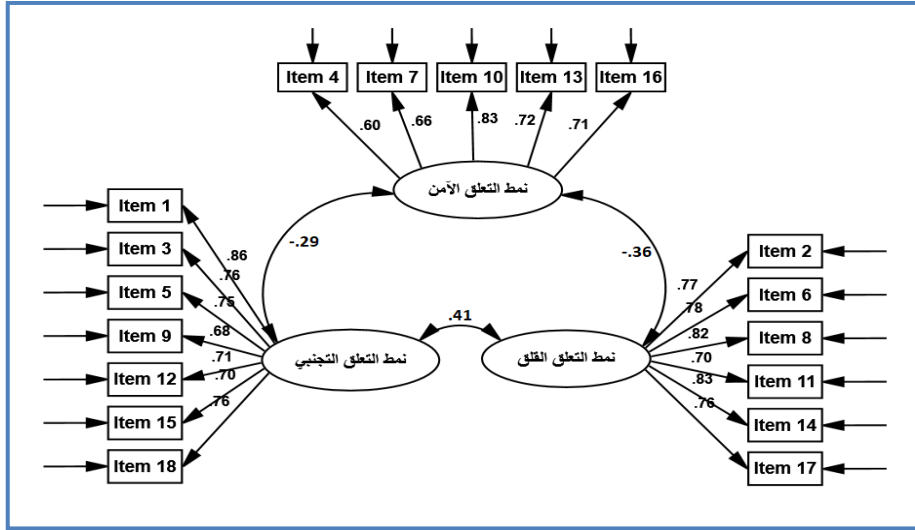 Item 4 Item 7 Item 10 Item 13 Item 16
.60 .66 .83 .72 .71
نمط التعلق الآمن
Item 1
Item 3
Item 5
Item 9
Item 12
Item 15
Item 18
.86
.76
.75
.68
.71
.70
.76
-.29
-.36
.41
نمط التعلق التجنبي
نمط التعلق القلق
.77
.78
.82
.70
.83
.76
Item 2
Item 6
Item 8
Item 11
Item 14
Item 17